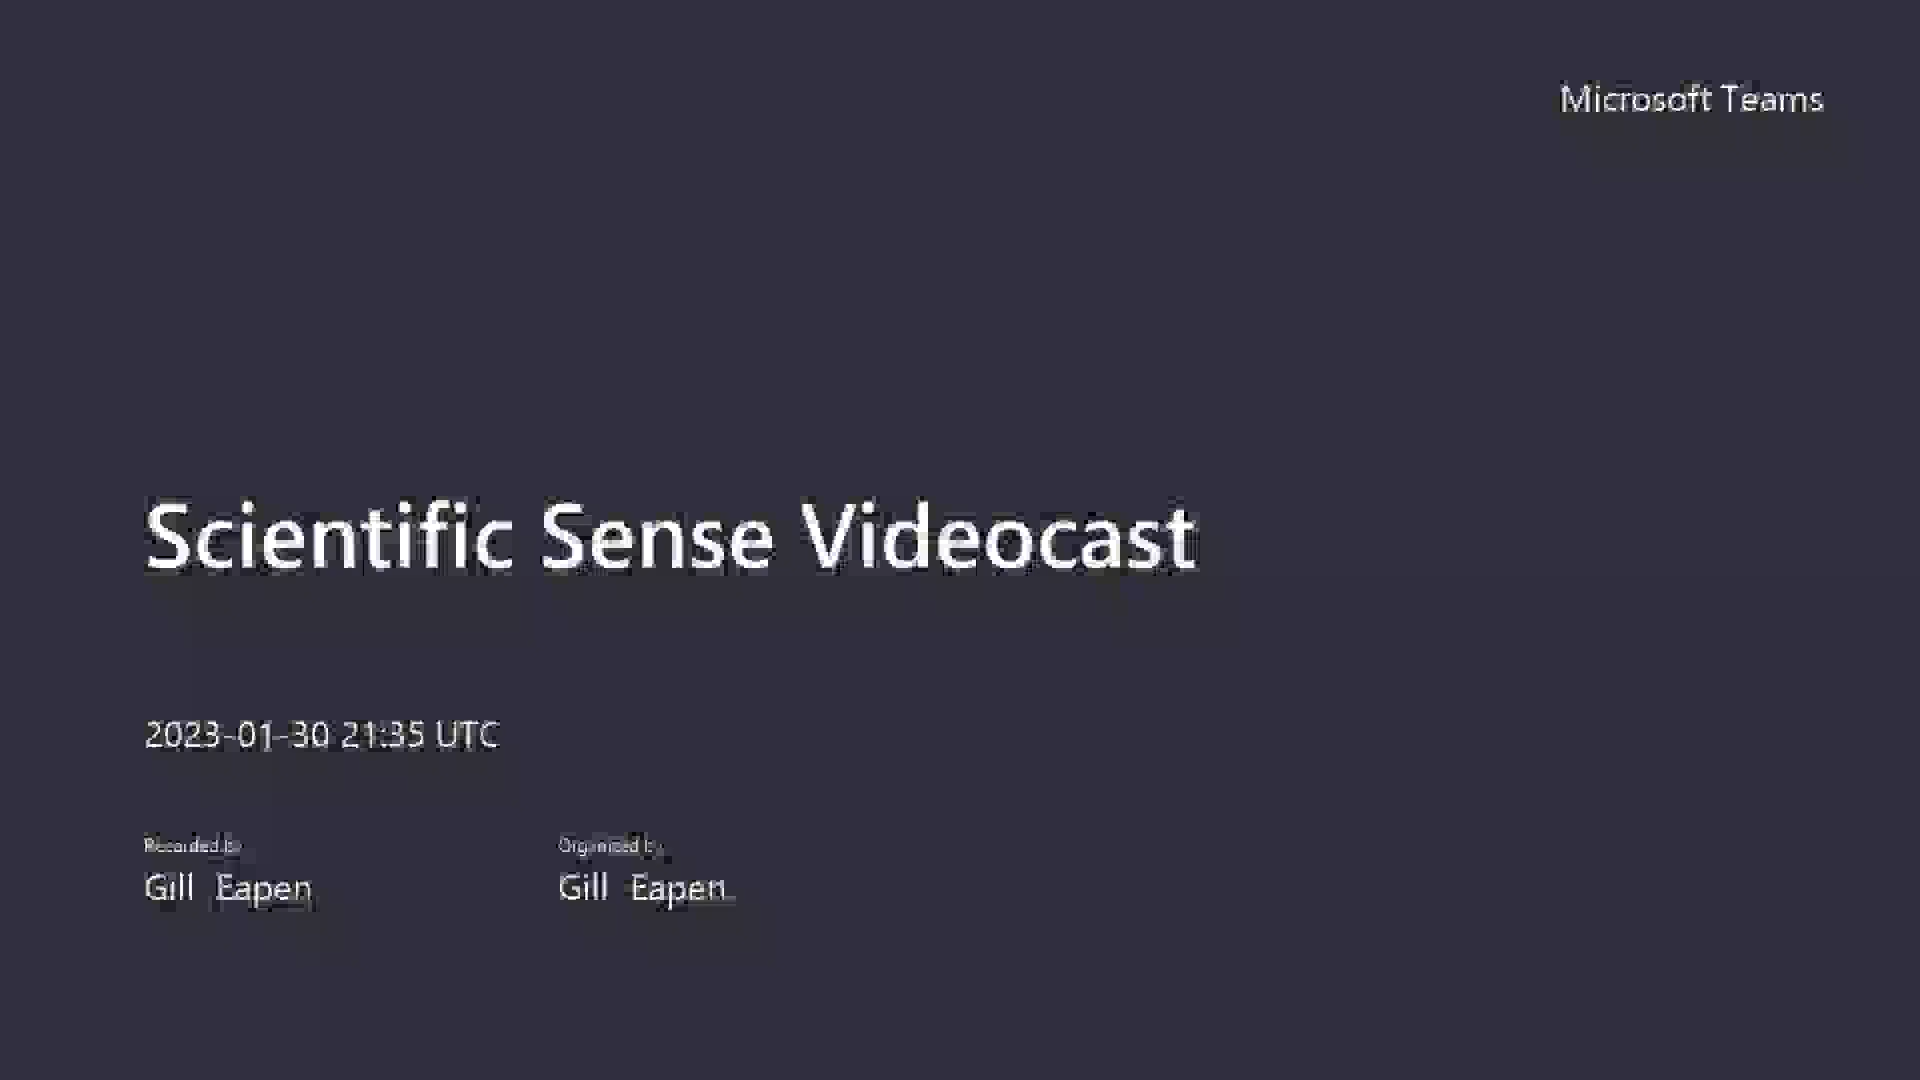 Microsoft Teams
Scientific Sense Videocast
2023-01-30 21:35 UTC
Recorded by
Organized by
Gill Eapen
Gill Eapen